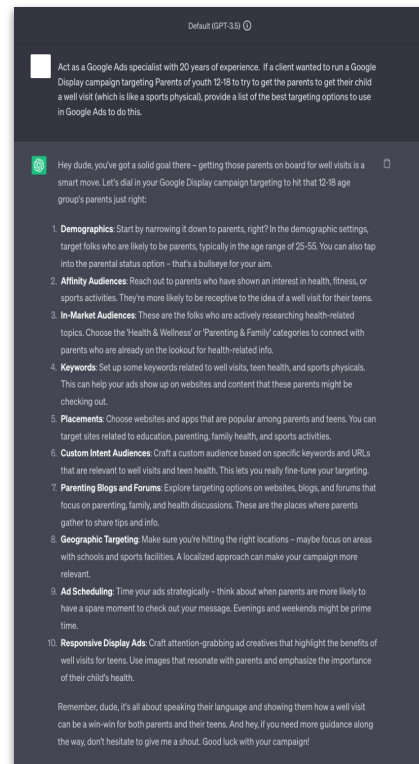 Default (GPT-3.5)
Act as a Google Ads specialist with 20 years of experience. If a client wanted to run a Google
Display campaign targeting Parents of youth 12-18 to try to get the parents to get their child
a well visit (which is like a sports physical), provide a list of the best targeting options to use
in Google Ads to do this.
Hey dude, you've got a solid goal there – getting those parents on board for well visits is a
smart move. Let's dial in your Google Display campaign targeting to hit that 12-18 age
group's parents just right:
1. Demographics: Start by narrowing it down to parents, right? In the demographic settings,
target folks who are likely to be parents, typically in the age range of 25-55. You can also tap
into the parental status option – that's a bullseye for your aim.
2. Affinity Audiences: Reach out to parents who have shown an interest in health, fitness, or
sports activities. They're more likely to be receptive to the idea of a well visit for their teens.
3. In-Market Audiences: These are the folks who are actively researching health-related
topics. Choose the 'Health & Wellness' or 'Parenting & Family' categories to connect with
parents who are already on the lookout for health-related info.
4. Keywords: Set up some keywords related to well visits, teen health, and sports physicals.
This can help your ads show up on websites and content that these parents might be
checking out.
5. Placements: Choose websites and apps that are popular among parents and teens. You can
target sites related to education, parenting, family health, and sports activities.
6. Custom Intent Audiences: Craft a custom audience based on specific keywords and URLs
that are relevant to well visits and teen health. This lets you really fine-tune your targeting.
7. Parenting Blogs and Forums: Explore targeting options on websites, blogs, and forums that
focus on parenting, family, and health discussions. These are the places where parents
gather to share tips and info.
8. Geographic Targeting: Make sure you're hitting the right locations – maybe focus on areas
with schools and sports facilities. A localized approach can make your campaign more
relevant.
9. Ad Scheduling: Time your ads strategically – think about when parents are more likely to
have a spare moment to check out your message. Evenings and weekends might be prime
time.
10. Responsive Display Ads: Craft attention-grabbing ad creatives that highlight the benefits of
well visits for teens. Use images that resonate with parents and emphasize the importance
of their child's health.
Remember, dude, it's all about speaking their language and showing them how a well visit
can be a win-win for both parents and their teens. And hey, if you need more guidance along
the way, don't hesitate to give me a shout. Good luck with your campaign!